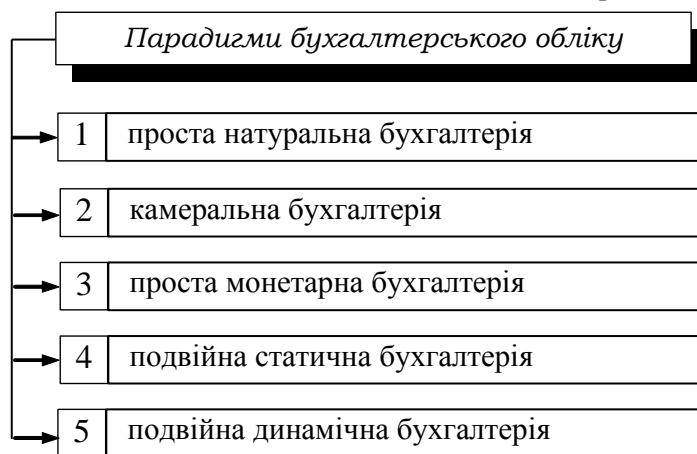 Парадигми бухгалтерського обліку
1 проста натуральна бухгалтерія
2 камеральна бухгалтерія
3 проста монетарна бухгалтерія
4 подвійна статична бухгалтерія
5 подвійна динамічна бухгалтерія